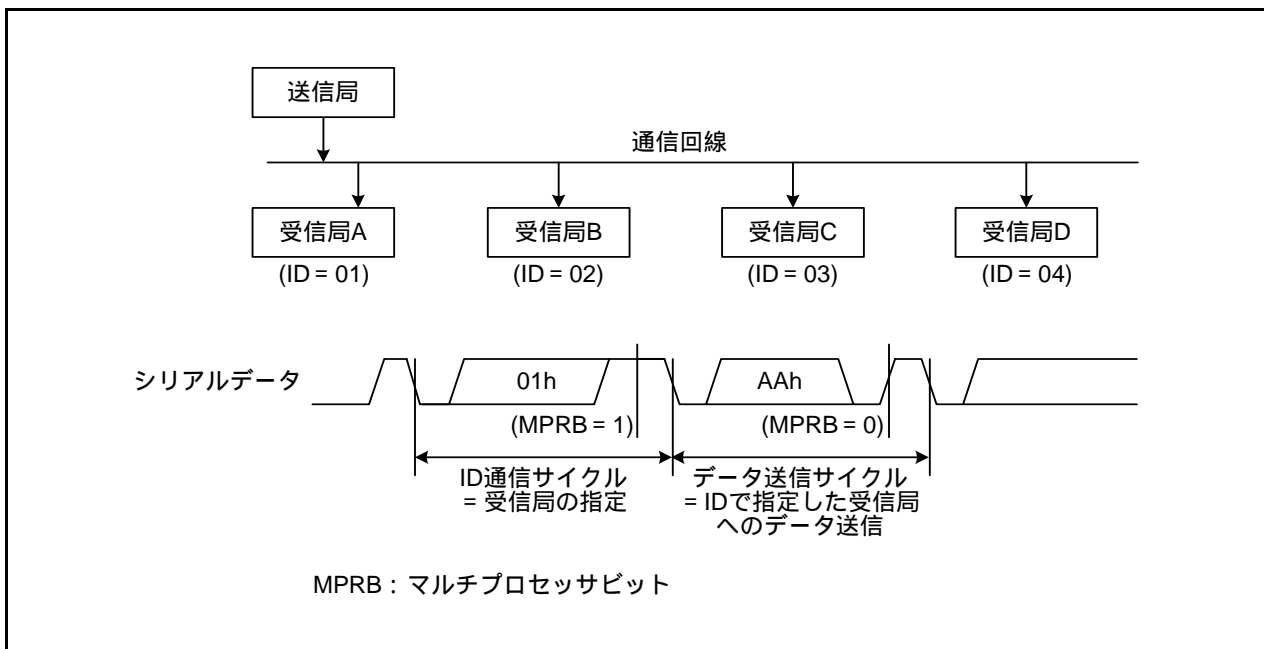 送信局
通信回線
受信局A
受信局B
受信局C
受信局D
(ID = 01)
(ID = 02)
(ID = 03)
(ID = 04)
シリアルデータ
01h
AAh
(MPRB = 1)
(MPRB = 0)
ID通信サイクル
= 受信局の指定
データ送信サイクル
= IDで指定した受信局
へのデータ送信
MPRB : マルチプロセッサビット